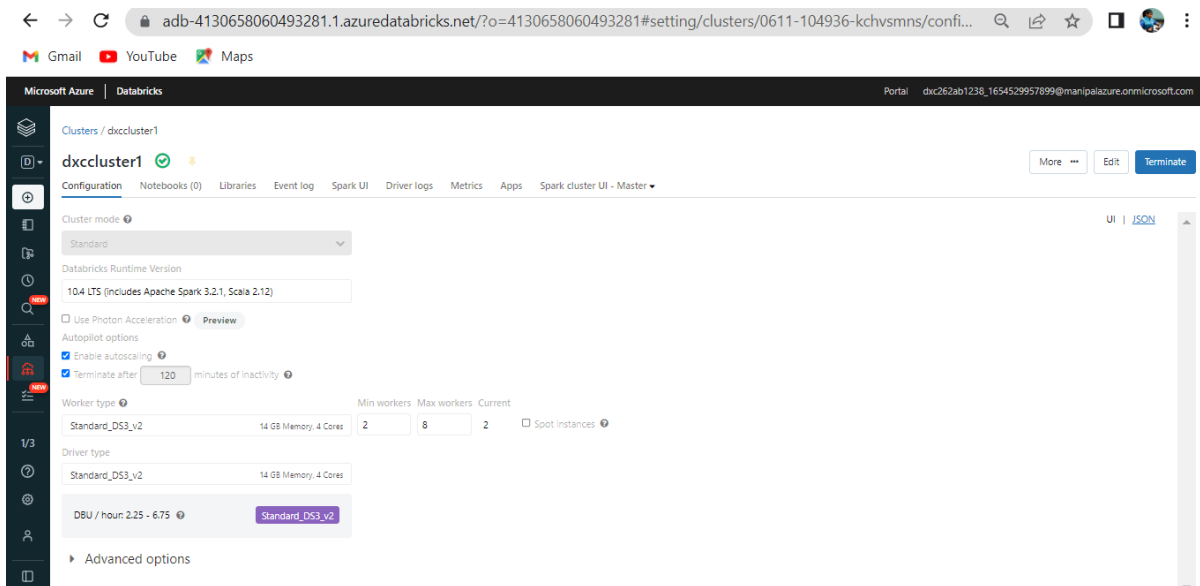 adb-4130658060493281.1.azuredatabricks.net/?o=4130658060493281#setting/clusters/0611-104936-kchvsmns/confi...
Gmail YouTube Maps
Microsoft Azure Databricks Portal dxc262ab1238_1654529957899@manipalazure.onmicrosoft.com
Clusters / dxccluster1
D dxccluster1 More ··· Edit Terminate
Configuration Notebooks (0) Libraries Event log Spark UI Driver logs Metrics Apps Spark cluster UI - Master
Cluster mode ? UI | JSON
Standard
Databricks Runtime Version
10.4 LTS (includes Apache Spark 3.2.1, Scala 2.12)
NEW
Use Photon Acceleration ? Preview
Autopilot options
Enable autoscaling ?
Terminate after 120 minutes of inactivity ?
NEW
Worker type ? Min workers Max workers Current
Standard_DS3_v2 14 GB Memory, 4 Cores 2 8 2 Spot instances ?
1/3
Driver type
Standard_DS3_v2 14 GB Memory, 4 Cores
DBU / hour: 2.25 - 6.75 ? Standard_DS3_v2
Advanced options